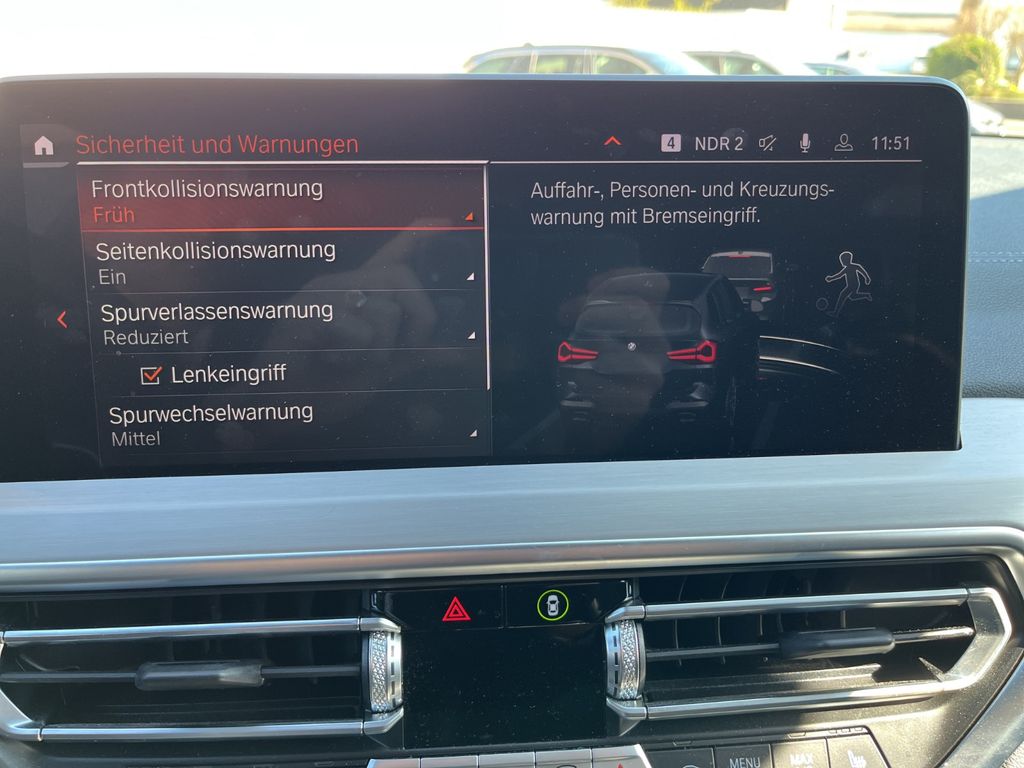 Sicherheit und Warnungen
4 NDR 2 11:51
Frontkollisionswarnung
Früh
Seitenkollisionswarnung
Ein
Spurverlassenswarnung
Reduziert
Lenkeingriff
Spurwechselwarnung
Mittel
Auffahr-, Personen- und Kreuzungs-
warnung mit Bremseingriff.
MENU
MAX